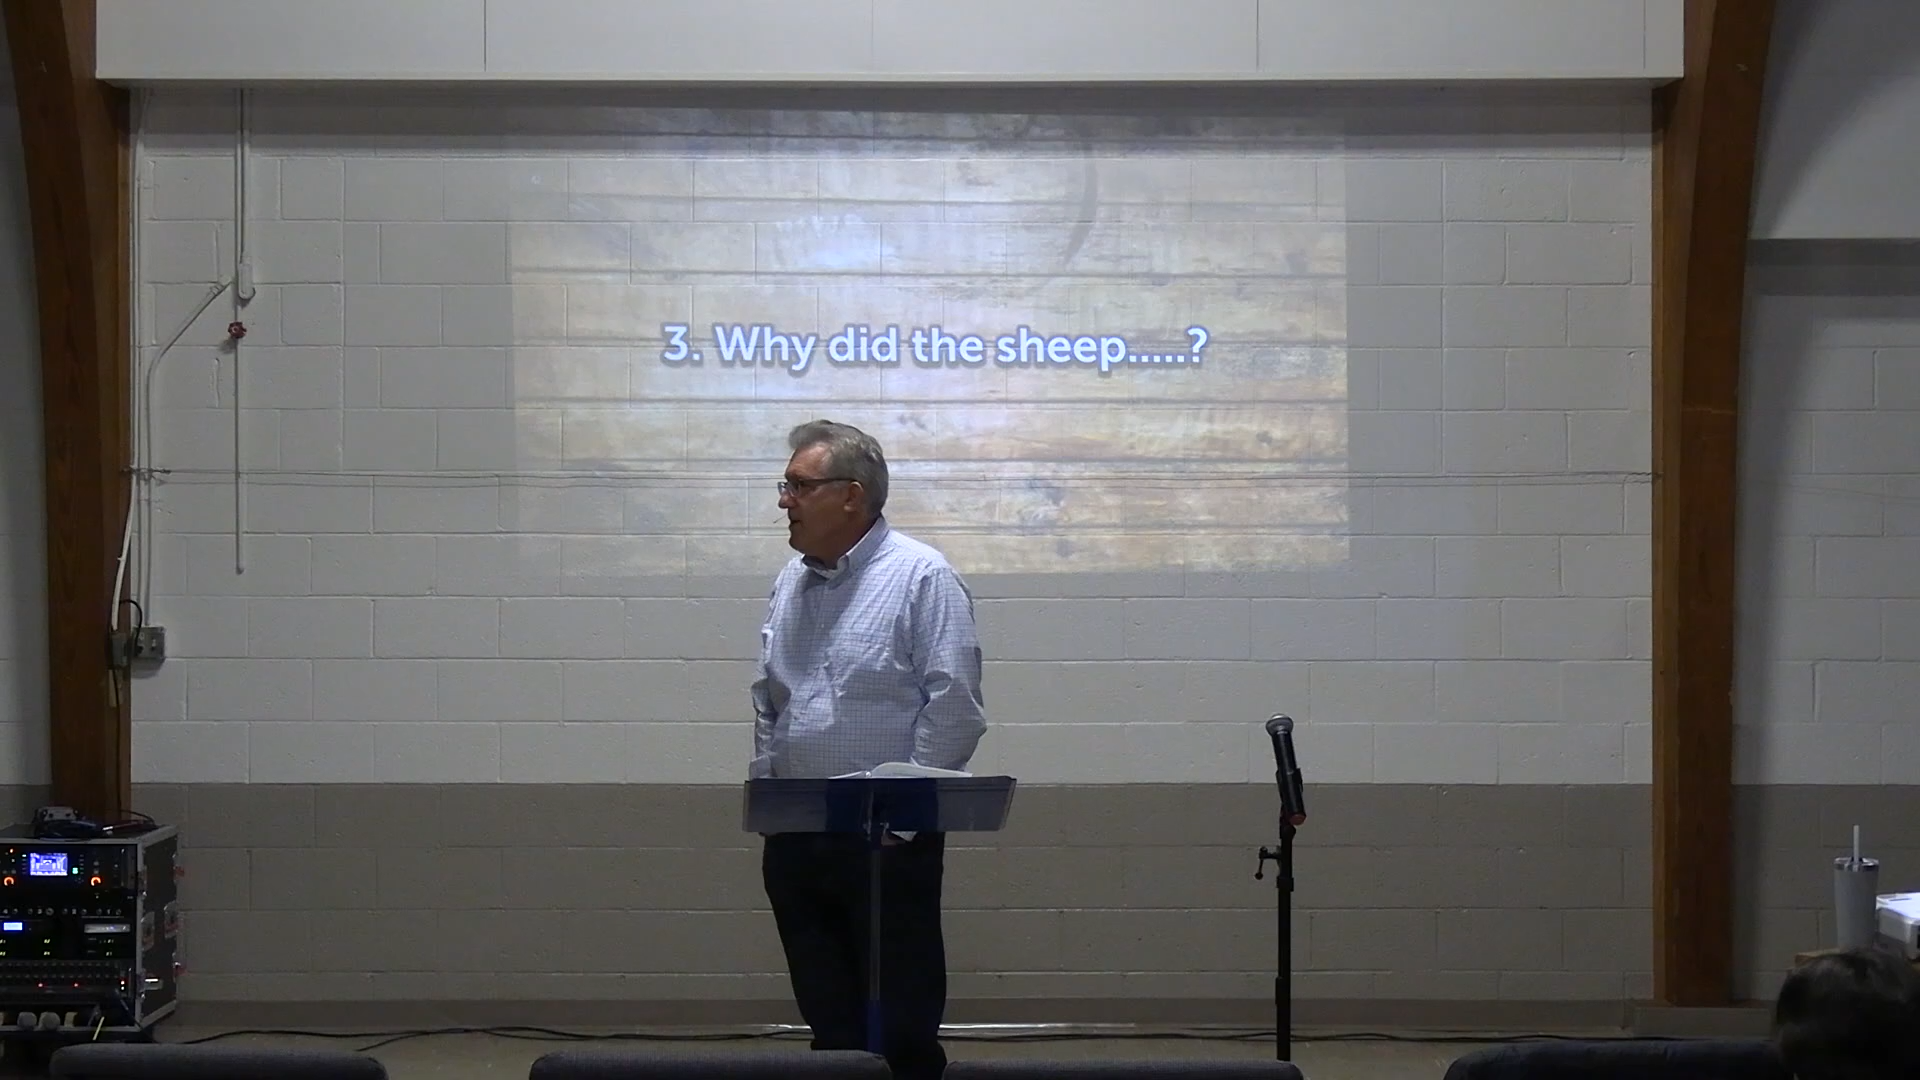 3. Why did the sheep.....?